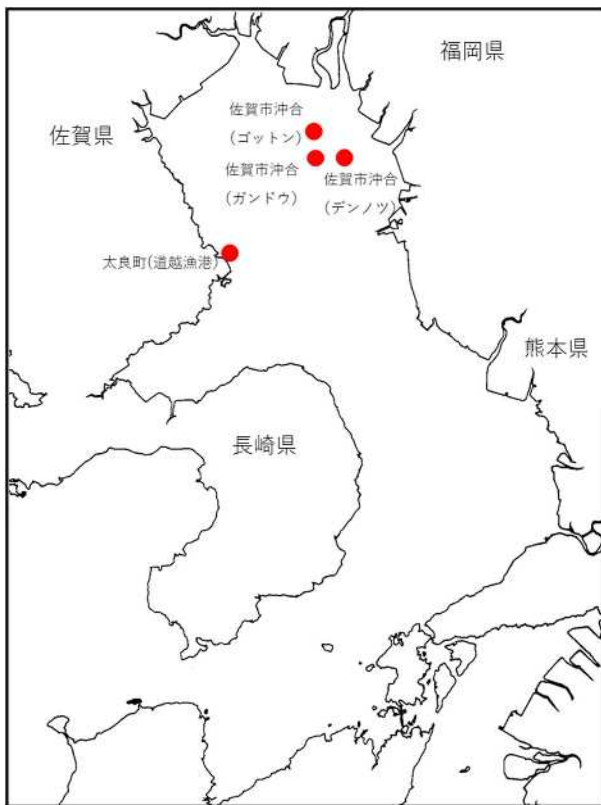 福岡県
佐賀市沖合
(ゴットン)
佐賀県
佐賀市沖合
(ガンドウ)
佐賀市沖合
(デンノツ)
太良町(道越漁港)
熊本県
長崎県